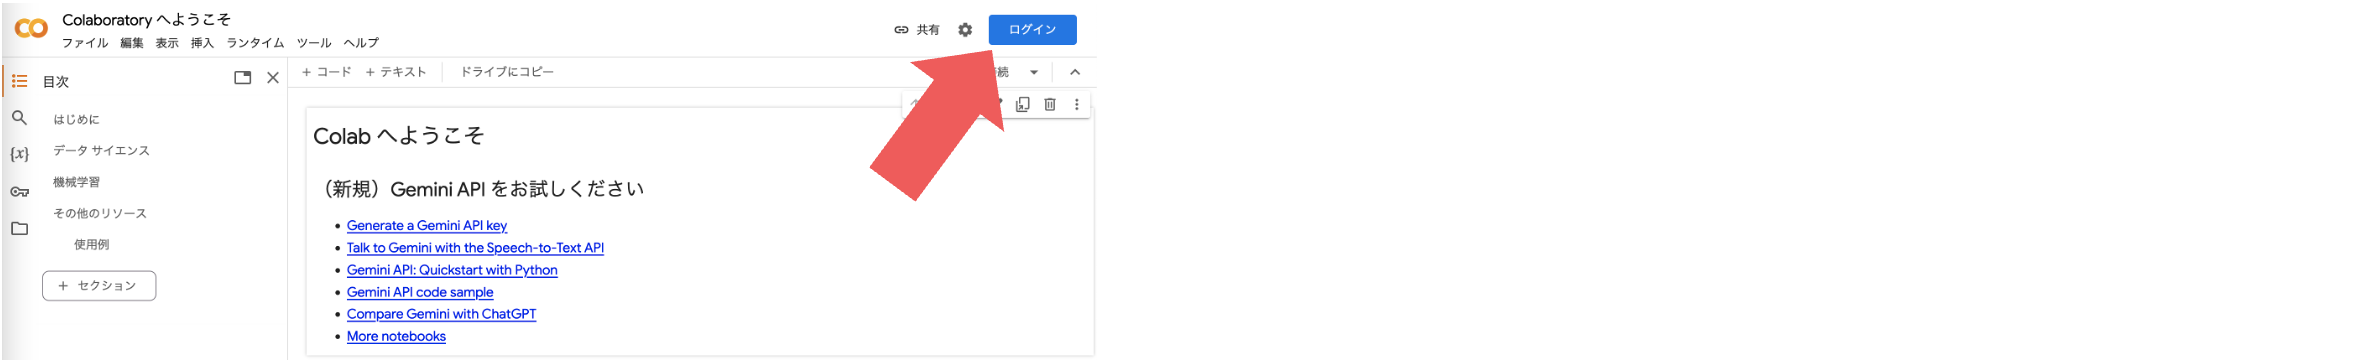 Colaboratory へようこそ
ファイル 編集 表示 挿入 ランタイム ツール ヘルプ
共有
ログイン
目次
はじめに
データ サイエンス
機械学習
その他のリソース
使用例
+ セクション
+ コード + テキスト ドライブにコピー
続
{x}
Colab へようこそ
（新規）Gemini API をお試しください
• Generate a Gemini API key
• Talk to Gemini with the Speech-to-Text API
• Gemini API: Quickstart with Python
• Gemini API code sample
• Compare Gemini with ChatGPT
• More notebooks